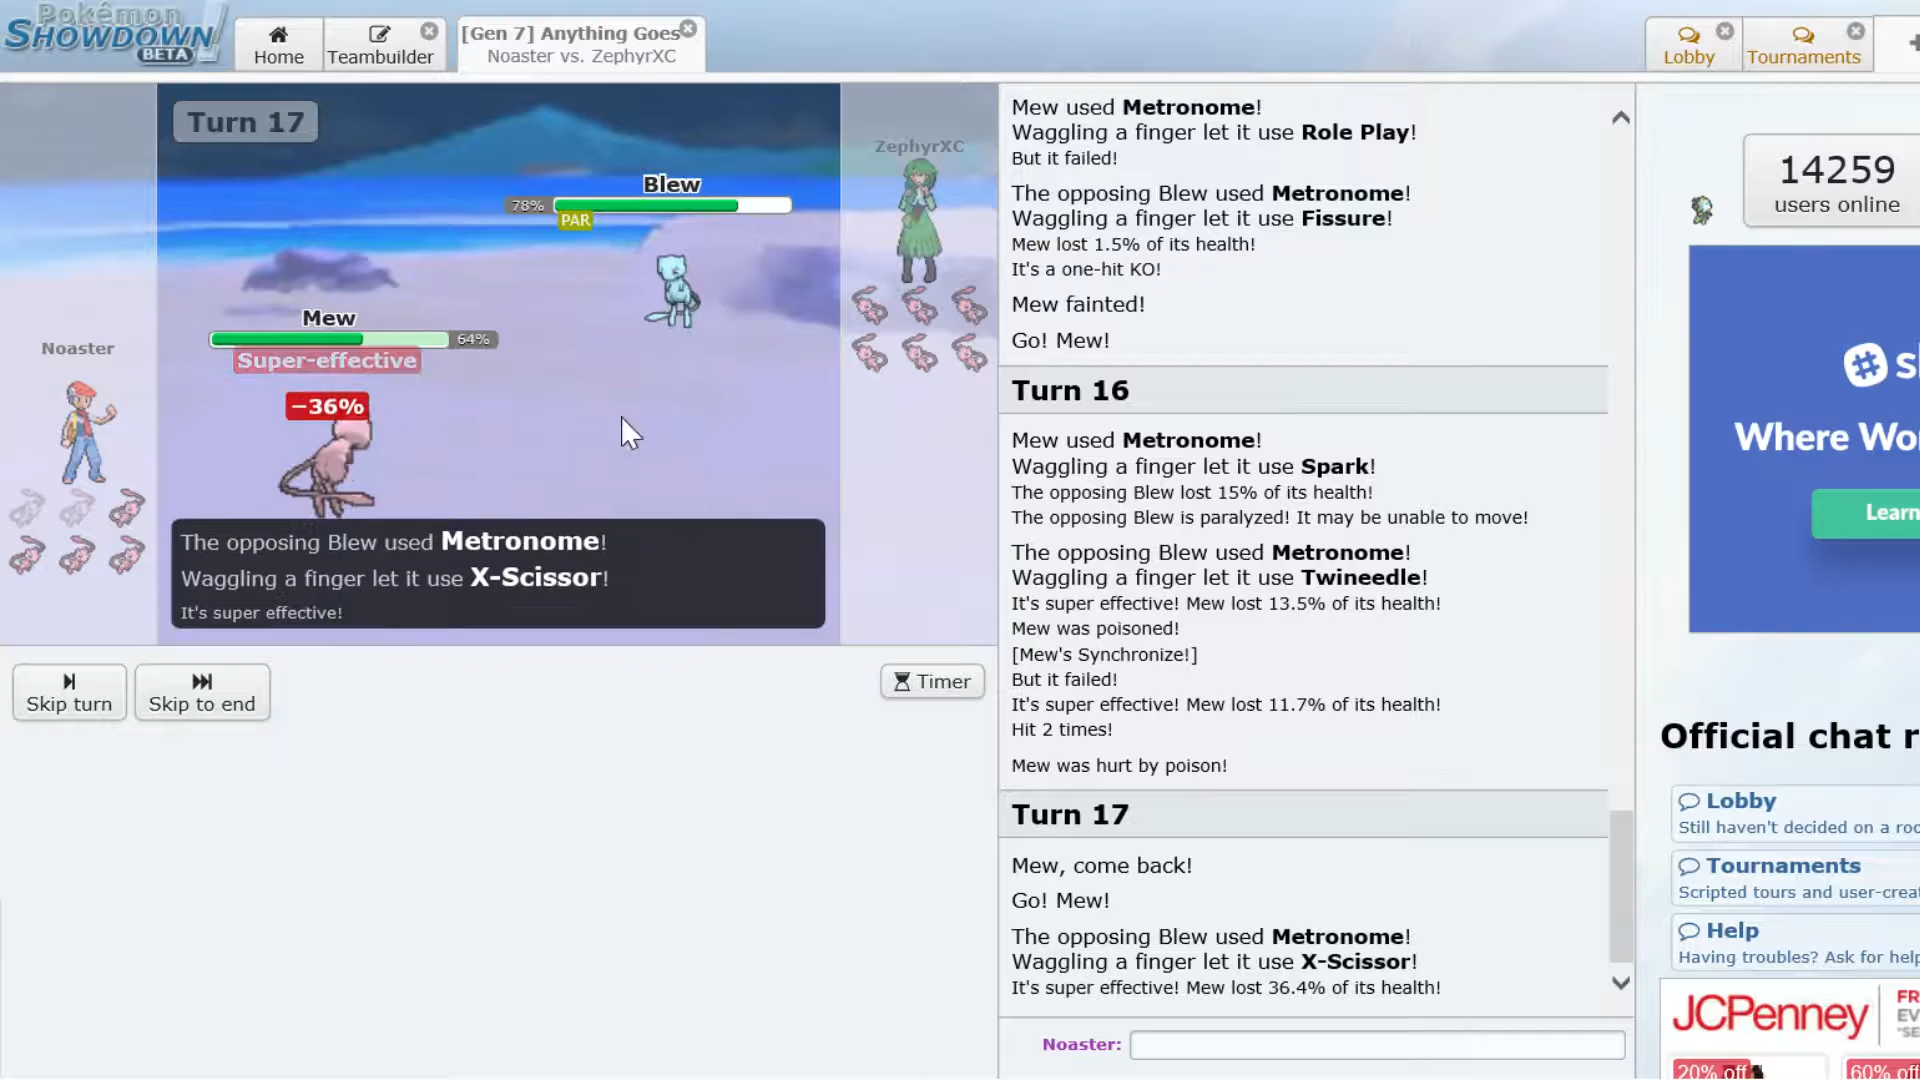 Pokémon
SHOWDOWN
BETA
Home
Teambuilder
[Gen 7] Anything Goes
Noaster vs. ZephyrXC
Lobby
Tournaments
Turn 17
Blew
78%
PAR
Mew
64%
Super-effective
−36%
Noaster
ZephyrXC
The opposing Blew used Metronome!
Waggling a finger let it use X-Scissor!
It's super effective!
Skip turn
Skip to end
Timer
Mew used Metronome!
Waggling a finger let it use Role Play!
But it failed!
The opposing Blew used Metronome!
Waggling a finger let it use Fissure!
Mew lost 1.5% of its health!
It's a one-hit KO!
Mew fainted!
Go! Mew!
Turn 16
Mew used Metronome!
Waggling a finger let it use Spark!
The opposing Blew lost 15% of its health!
The opposing Blew is paralyzed! It may be unable to move!
The opposing Blew used Metronome!
Waggling a finger let it use Twineedle!
It's super effective! Mew lost 13.5% of its health!
Mew was poisoned!
[Mew's Synchronize!]
But it failed!
It's super effective! Mew lost 11.7% of its health!
Hit 2 times!
Mew was hurt by poison!
Turn 17
Mew, come back!
Go! Mew!
The opposing Blew used Metronome!
Waggling a finger let it use X-Scissor!
It's super effective! Mew lost 36.4% of its health!
Noaster:
14259
users online
sl
Where Wo
Learn
Official chat r
Lobby
Still haven't decided on a roo
Tournaments
Scripted tours and user-crea
Help
Having troubles? Ask for help
JCPenney
FR
EV
"SE
20% off
60% off